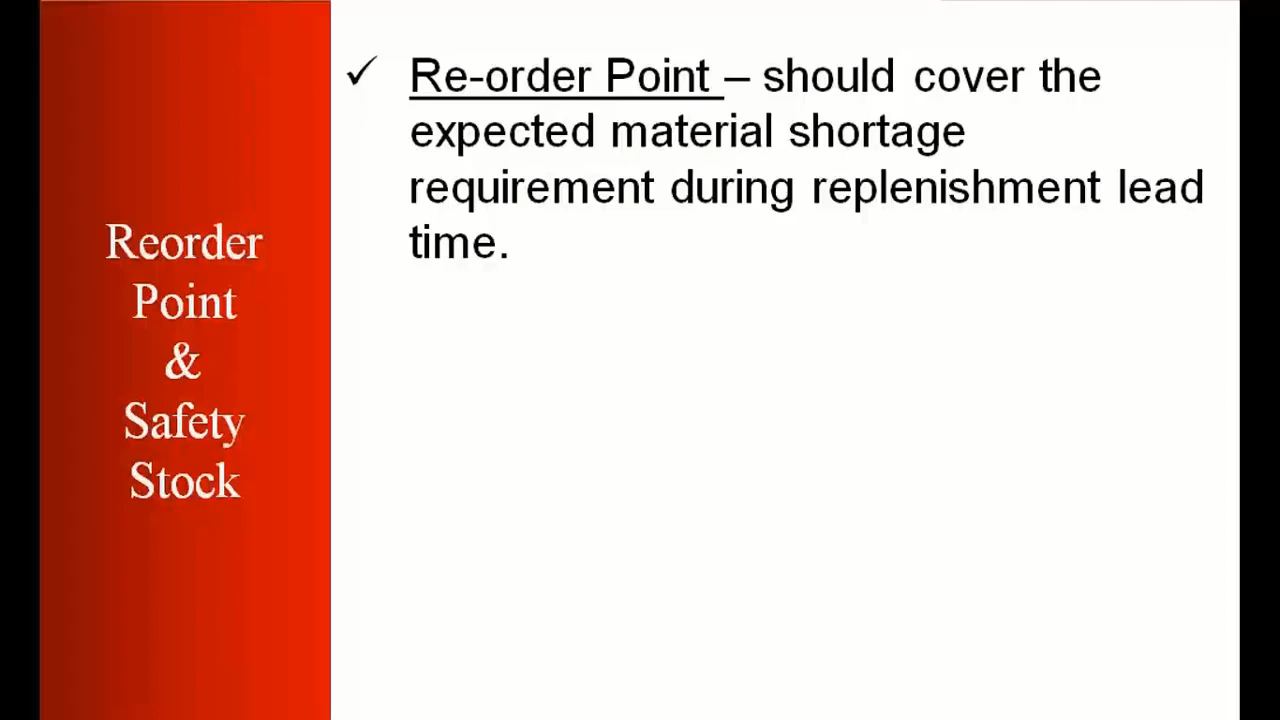 Reorder
Point
&
Safety
Stock
✓ Re-order Point – should cover the
expected material shortage
requirement during replenishment lead
time.